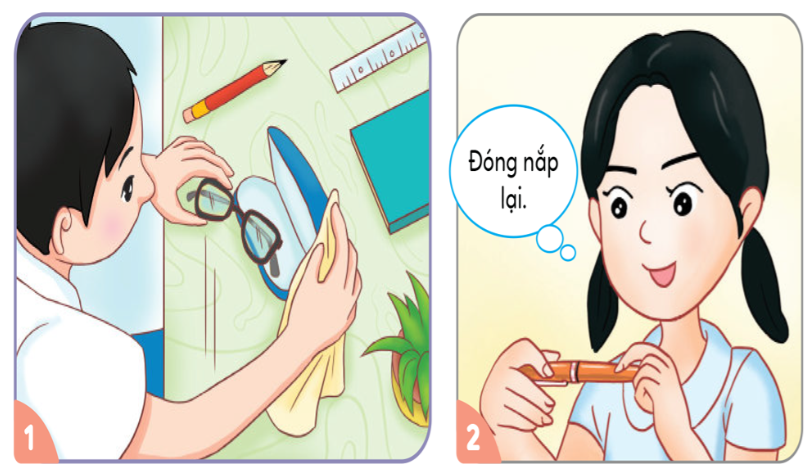 Đóng nắp
lại.
1
2